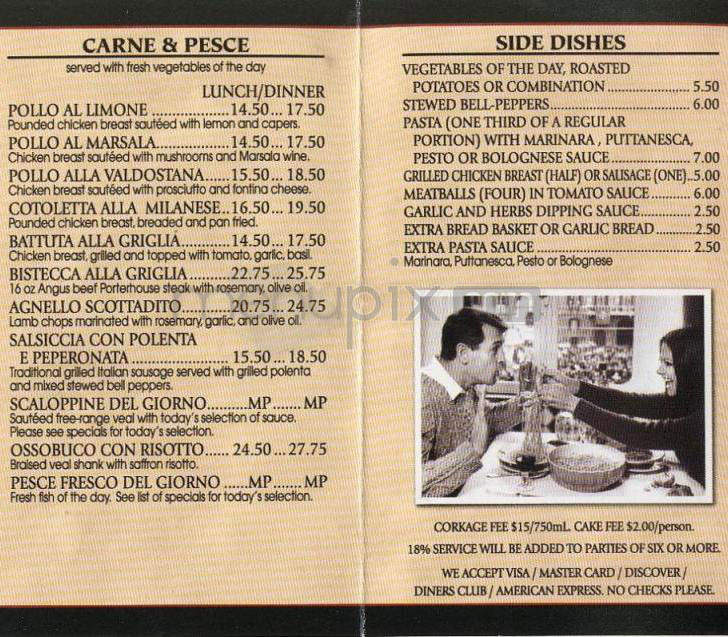 CARNE & PESCE
served with fresh vegetables of the day
LUNCH/DINNER
POLLO AL LIMONE .................. 14.50... 17.50
Pounded chicken breast sautéed with lemon and capers.
POLLO AL MARSALA.................14.50 ... 17.50
Chicken breast sautéed with mushrooms and Marsala wine.
POLLO ALLA VALDOSTANA...... 15.50 ... 18.50
Chicken breast sautéed with prosciutto and fontina cheese.
COTOLETTA ALLA MILANESE..16.50 ... 19.50
Pounded chicken breast, breaded and pan fried.
BATTUTA ALLA GRIGLIA............14.50 ... 17.50
Chicken breast, grilled and topped with tomato, garlic, basil.
BISTECCA ALLA GRIGLIA ..........22.75 ... 25.75
16 oz Angus beef Porterhouse steak with rosemary, olive oil.
AGNELLO SCOTTADITO............20.75 ... 24.75
Lamb chops marinated with rosemary, garlic, and olive oil.
SALSICCIA CON POLENTA
E PEPERONATA ....................... 15.50 ... 18.50
Traditional grilled Italian sausage served with grilled polenta
and mixed stewed bell peppers.
SCALOPPINE DEL GIORNO..........MP ....... MP
Sautéed free-range veal with today's selection of sauce.
Please see specials for today's selection.
OSSOBUCO CON RISOTTO...... 24.50 ... 27.75
Braised veal shank with saffron risotto.
PESCE FRESCO DEL GIORNO .....MP ....... MP
Fresh fish of the day. See list of specials for today's selection.
SIDE DISHES
VEGETABLES OF THE DAY, ROASTED
POTATOES OR COMBINATION ...................... 5.50
STEWED BELL-PEPPERS..................................... 6.00
PASTA (ONE THIRD OF A REGULAR
PORTION) WITH MARINARA , PUTTANESCA,
PESTO OR BOLOGNESE SAUCE ..................... 7.00
GRILLED CHICKEN BREAST (HALF) OR SAUSAGE (ONE)..5.00
MEATBALLS (FOUR) IN TOMATO SAUCE ........... 6.00
GARLIC AND HERBS DIPPING SAUCE............. 2.50
EXTRA BREAD BASKET OR GARLIC BREAD ..........2.50
EXTRA PASTA SAUCE ........................................ 2.50
Marinara, Puttanesca, Pesto or Bolognese
CORKAGE FEE $15/750mL. CAKE FEE $2.00/person.
18% SERVICE WILL BE ADDED TO PARTIES OF SIX OR MORE.
WE ACCEPT VISA / MASTER CARD / DISCOVER /
DINERS CLUB / AMERICAN EXPRESS. NO CHECKS PLEASE.